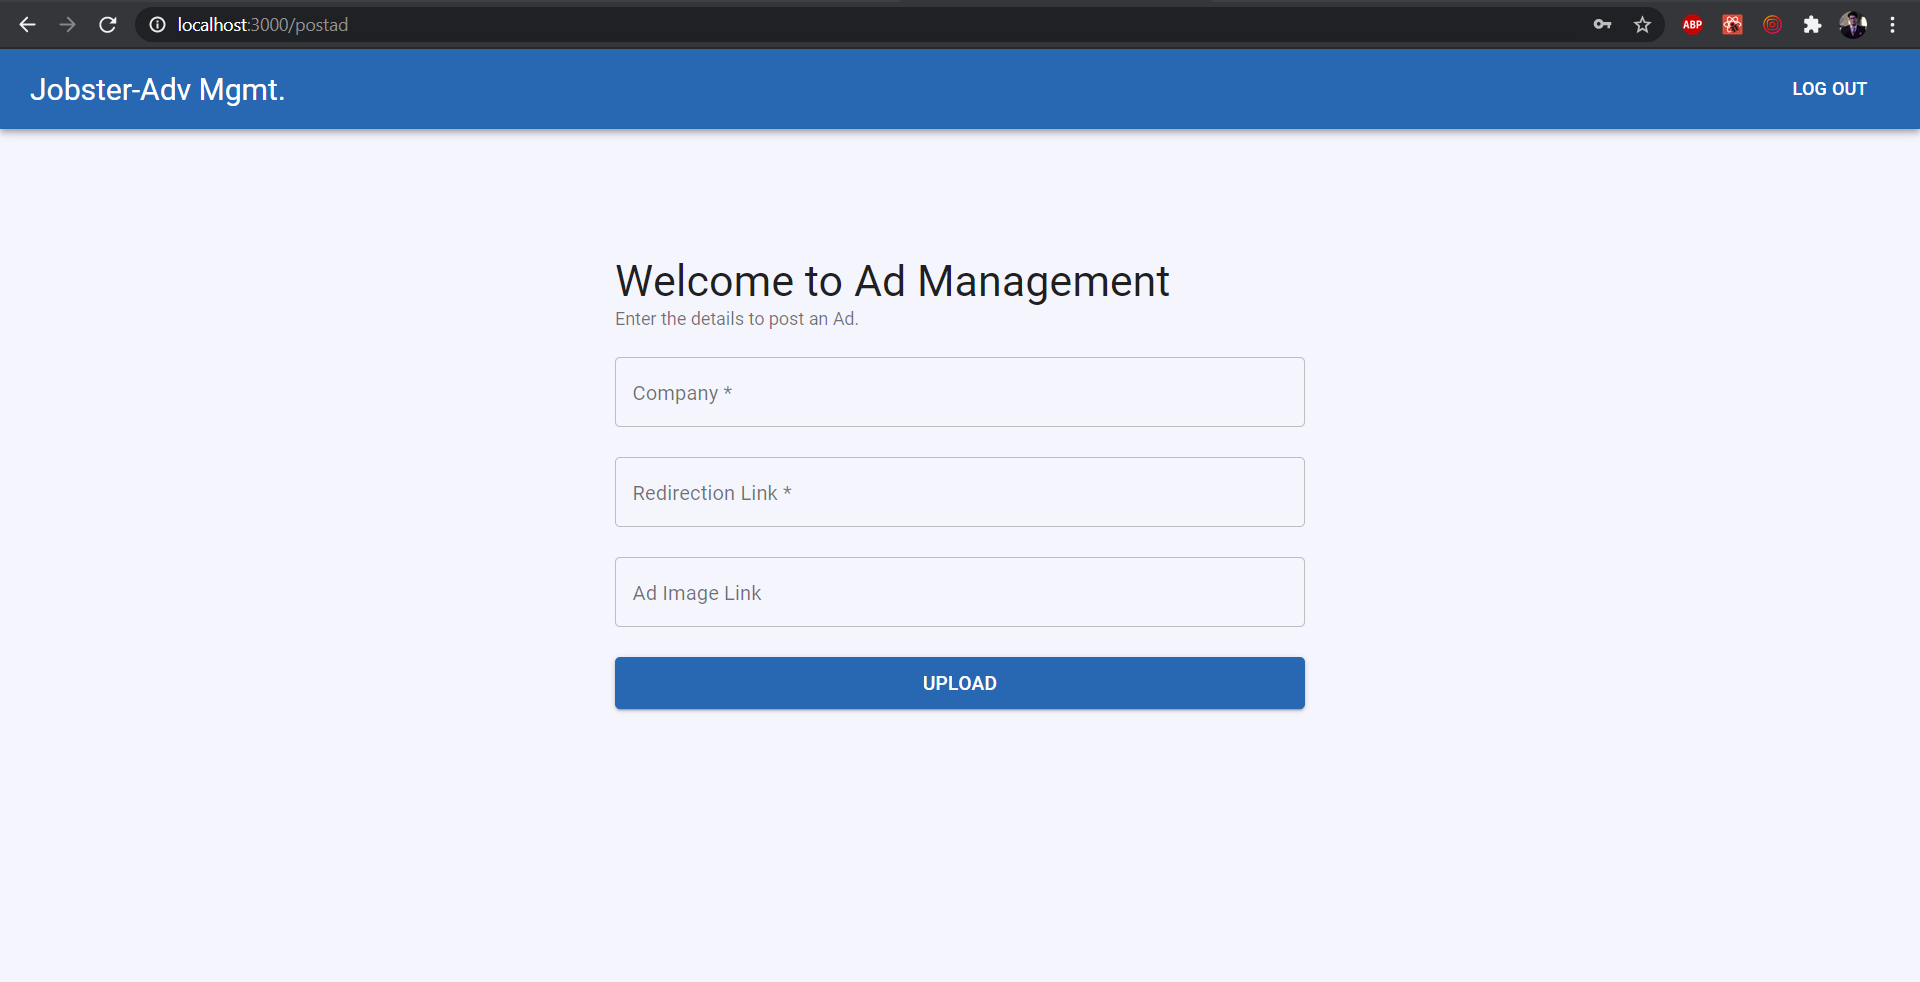 localhost:3000/postad
ABP
Jobster-Adv Mgmt.
LOG OUT
Welcome to Ad Management
Enter the details to post an Ad.
Company *
Redirection Link *
Ad Image Link
UPLOAD